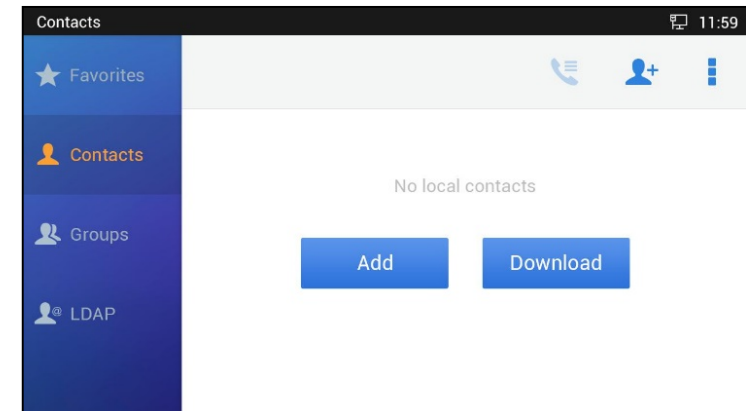 Contacts 11:59
Favorites
Contacts
Groups
LDAP
No local contacts
Add Download